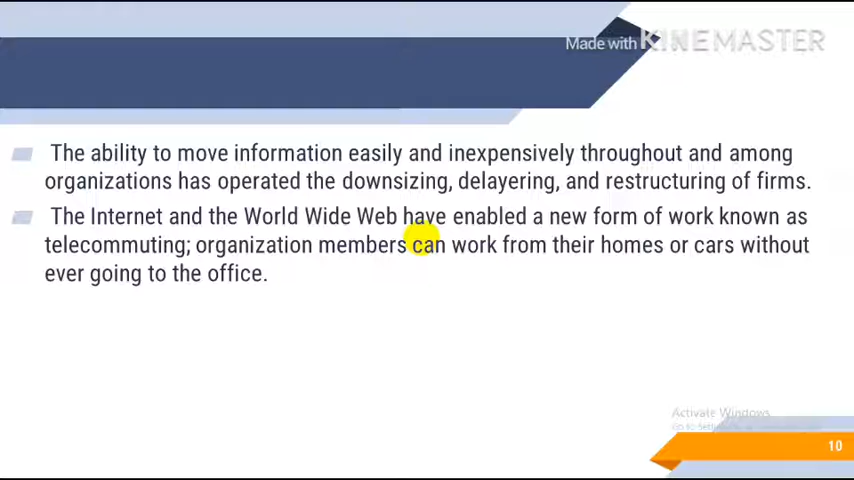 Made with KINEMASTER
The ability to move information easily and inexpensively throughout and among
organizations has operated the downsizing, delayering, and restructuring of firms.
The Internet and the World Wide Web have enabled a new form of work known as
telecommuting; organization members can work from their homes or cars without
ever going to the office.
Activate Windows
10